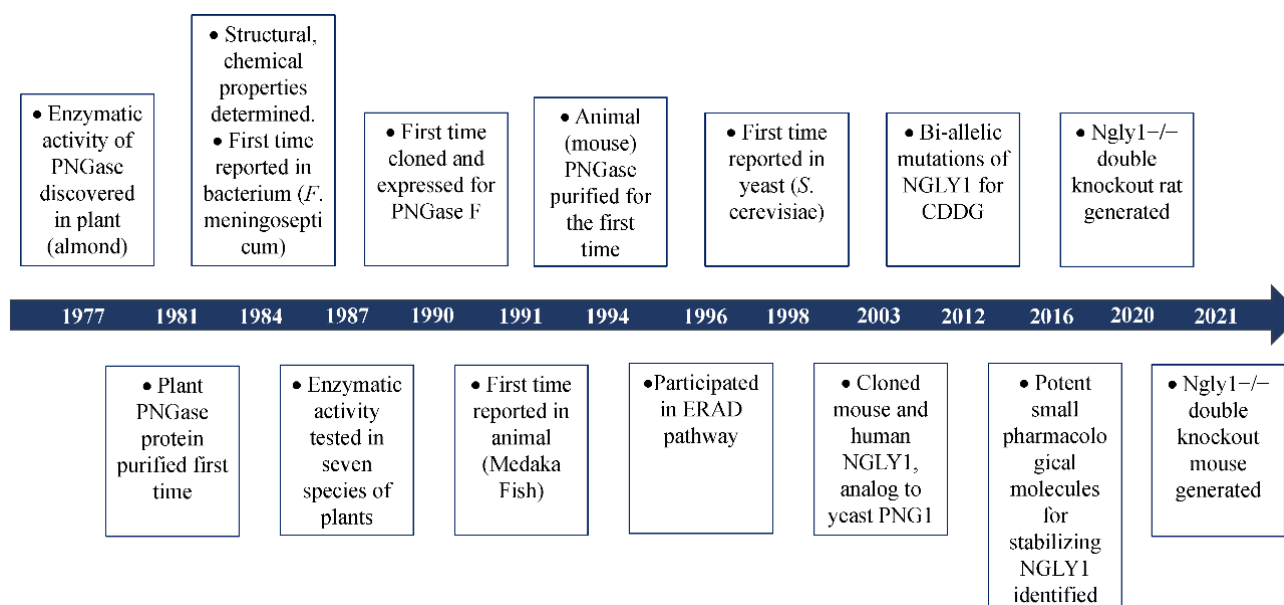 • Enzymatic
activity of
PNGase
discovered
in plant
(almond)
• Structural,
chemical
properties
determined.
• First time
reported in
bacterium (F.
meningosepti
cum)
• First time
cloned and
expressed for
PNGase F
• Animal
(mouse)
PNGase
purified for
the first
time
• First time
reported in
yeast (S.
cerevisiae)
• Bi-allelic
mutations of
NGLY1 for
CDDG
• Ngly1−/−
double
knockout rat
generated
1977 1981 1984 1987 1990 1991 1994 1996 1998 2003 2012 2016 2020 2021
• Plant
PNGase
protein
purified first
time
• Enzymatic
activity
tested in
seven
species of
plants
• First time
reported in
animal
(Medaka
Fish)
•Participated
in ERAD
pathway
• Cloned
mouse and
human
NGLY1,
analog to
yeast PNG1
• Potent
small
pharmacolo
gical
molecules
for
stabilizing
NGLY1
identified
• Ngly1−/−
double
knockout
mouse
generated